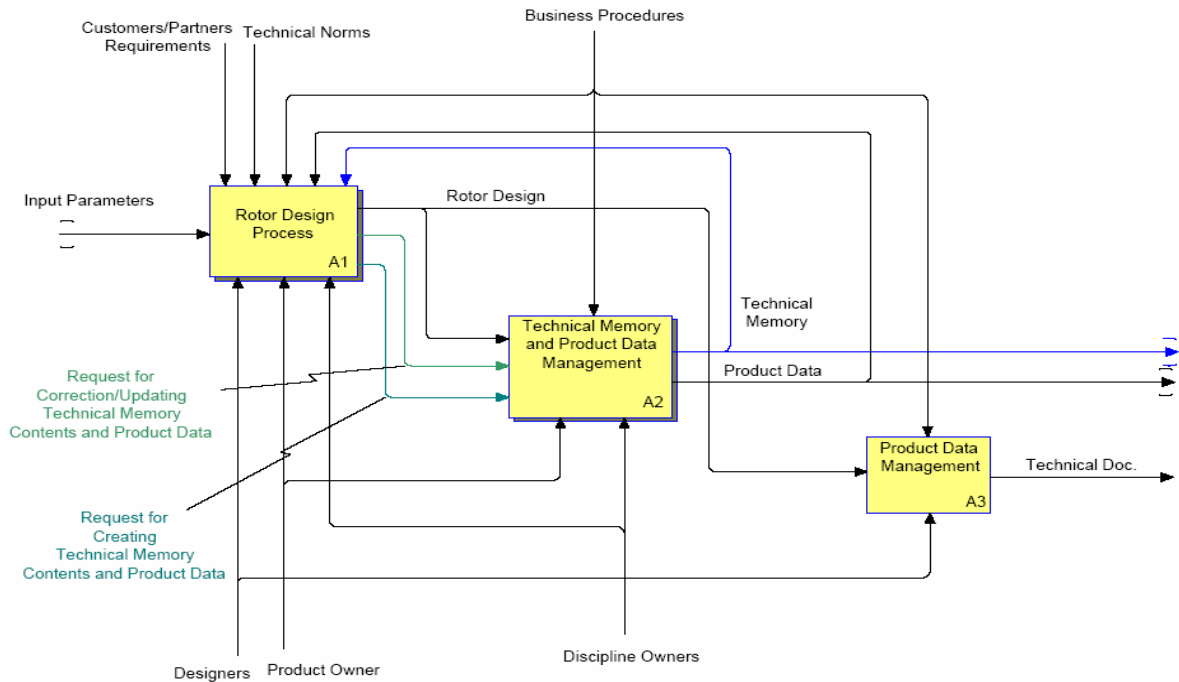 Business Procedures
Customers/Partners
Requirements
Technical Norms
Input Parameters
Rotor Design
Process
A1
Rotor Design
Technical
Memory
Technical Memory
and Product Data
Management
A2
Product Data
Request for
Correction/Updating
Technical Memory
Contents and Product Data
Product Data
Management
A3
Technical Doc.
Request for
Creating
Technical Memory
Contents and Product Data
Designers
Product Owner
Discipline Owners